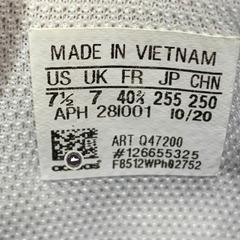 MADE IN VIETNAM
US UK FR JP CHN
7½ 7 40⅔ 255 250
APH 28I001 10/20
ART Q47200
#126655325
F8512WPh02752